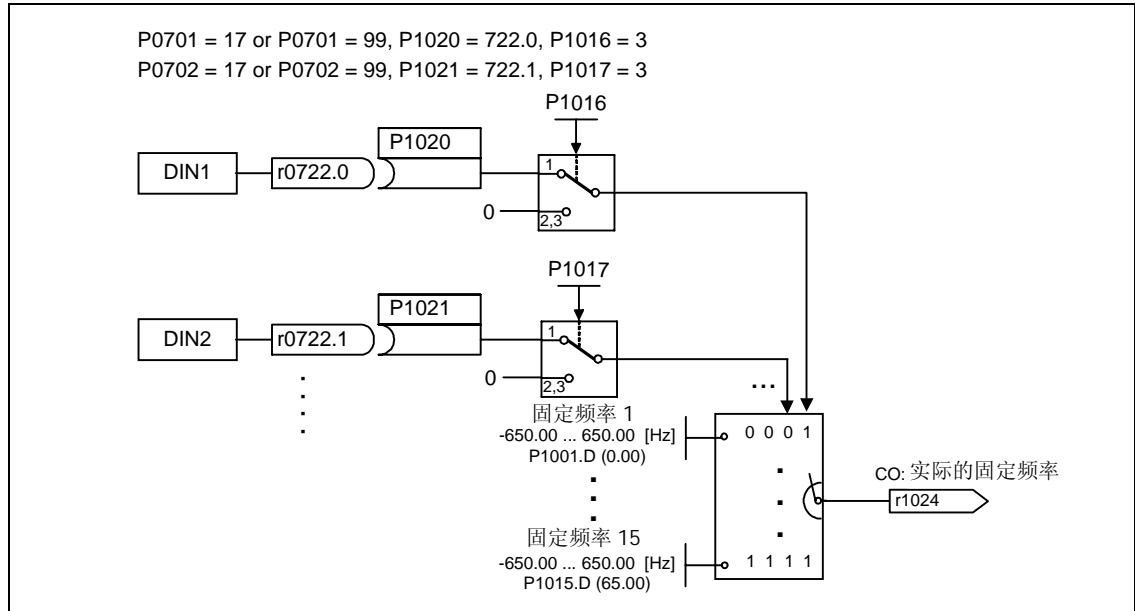 P0701 = 17 or P0701 = 99, P1020 = 722.0, P1016 = 3
P0702 = 17 or P0702 = 99, P1021 = 722.1, P1017 = 3
P1016
P1020
DIN1
r0722.0
1
0
2,3
P1017
P1021
DIN2
r0722.1
1
0
2,3
...
固定频率 1
-650.00 ... 650.00 [Hz]
P1001.D (0.00)
0 0 0 1
CO: 实际的固定频率
r1024
固定频率 15
-650.00 ... 650.00 [Hz]
P1015.D (65.00)
1 1 1 1